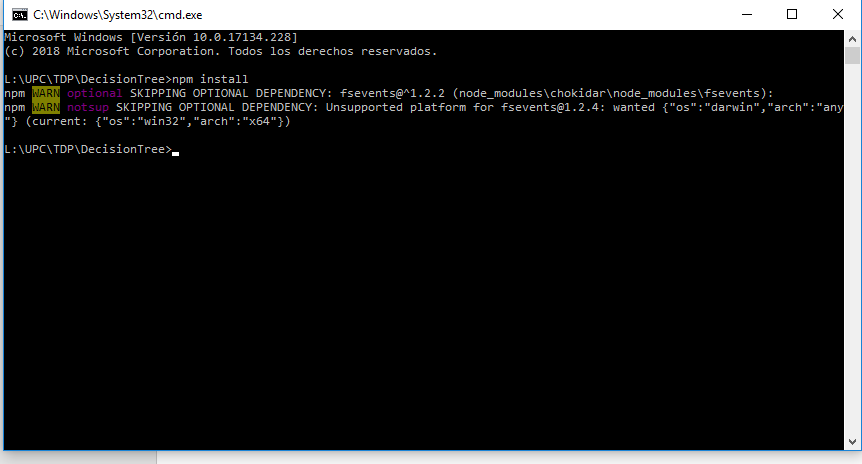 C:\Windows\System32\cmd.exe
Microsoft Windows [Versión 10.0.17134.228]
(c) 2018 Microsoft Corporation. Todos los derechos reservados.
L:\UPC\TDP\DecisionTree>npm install
npm WARN optional SKIPPING OPTIONAL DEPENDENCY: fsevents@^1.2.2 (node_modules\chokidar\node_modules\fsevents):
npm WARN notsup SKIPPING OPTIONAL DEPENDENCY: Unsupported platform for fsevents@1.2.4: wanted {"os":"darwin","arch":"any
"} (current: {"os":"win32","arch":"x64"})
L:\UPC\TDP\DecisionTree>